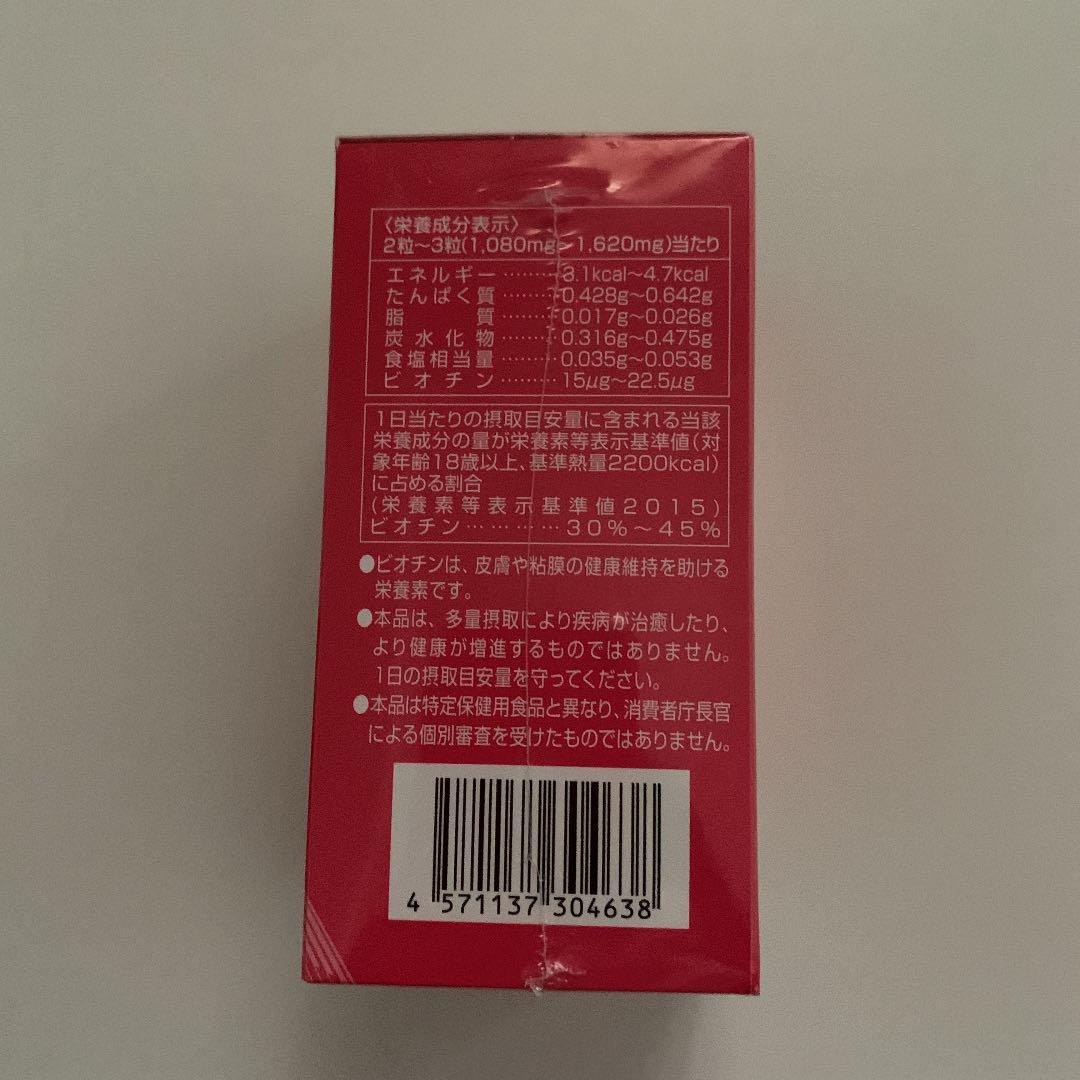 〈栄養成分表示〉
2粒~3粒(1,080mg~1,620mg)当たり
エネルギー………3.1kcal~4.7kcal
たんぱく質………0.428g~0.642g
脂質………0.017g~0.026g
炭水化物………0.316g~0.475g
食塩相当量………0.035g~0.053g
ビオチン………15μg~22.5μg
1日当たりの摂取目安量に含まれる当該
栄養成分の量が栄養素等表示基準値(対
象年齢18歳以上、基準熱量2200kcal)
に占める割合
(栄養素等表示基準値2015)
ビオチン…………30%~45%
●ビオチンは、皮膚や粘膜の健康維持を助ける
栄養素です。
●本品は、多量摂取により疾病が治癒したり、
より健康が増進するものではありません。
1日の摂取目安量を守ってください。
●本品は特定保健用食品と異なり、消費者庁長官
による個別審査を受けたものではありません。
4 571137 304638